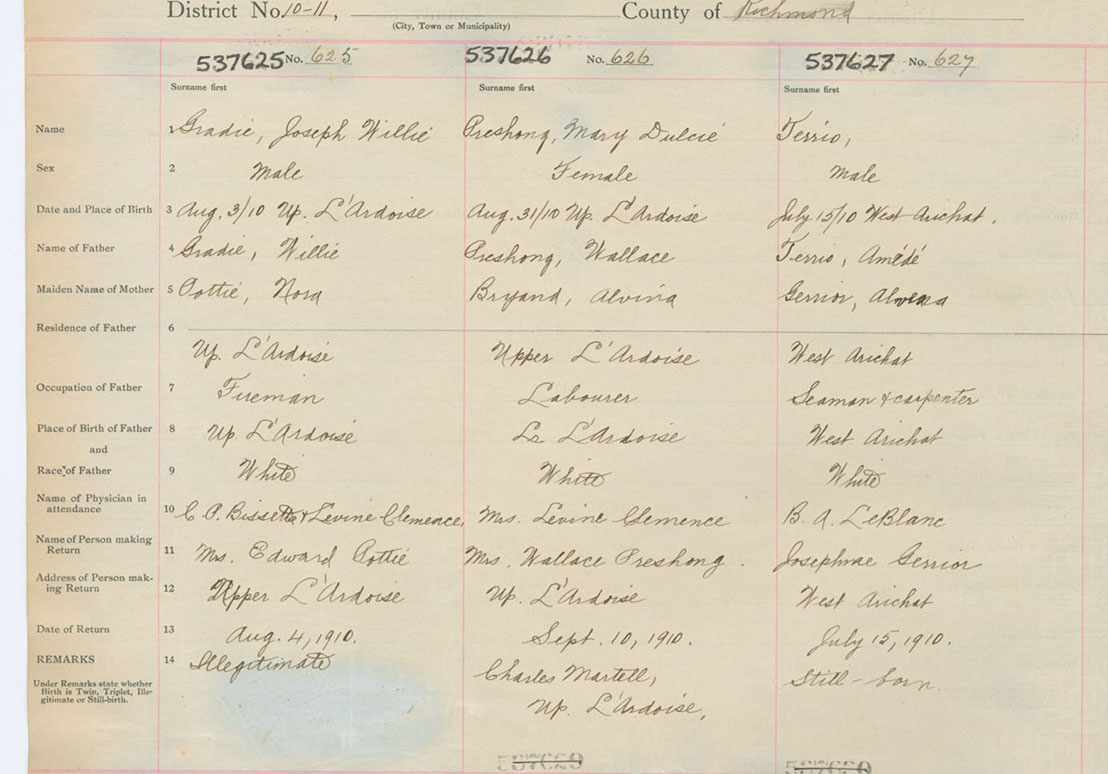 District No. 10-11, County of Richmond
(City, Town or Municipality)
537625 No. 625 537626 No. 626 537627 No. 627
Surname first Surname first Surname first
Name 1 Gradie, Joseph Willie Preshong, Mary Dulcie Terrio,
Sex 2 Male Female Male
Date and Place of Birth 3 Aug. 3/10 Up. L'Ardoise Aug. 31/10 Up. L'Ardoise July 15/10 West Arichat.
Name of Father 4 Gradie, Willie Preshong, Wallace Terrio, Amédé
Maiden Name of Mother 5 Pottie, Nora Bryand, Alvina Gerrior,
Residence of Father 6
Up. L'Ardoise Upper L'Ardoise West Arichat
Occupation of Father 7 Fireman Labourer Seaman & carpenter
Place of Birth of Father 8 Up. L'Ardoise L'Ardoise West Arichat
and
Race of Father 9 White White White
Name of Physician in
attendance 10 C. P. Bissette & Levine Clemence, Mrs. Levine Clemence B. A. LeBlanc
Name of Person making
Return 11 Mrs. Edward Pottie Mrs. Wallace Preshong. Gerrior
Address of Person mak-
ing Return 12 Upper L'Ardoise Up. L'Ardoise West Arichat
Date of Return 13 Aug. 4, 1910. Sept. 10, 1910. July 15, 1910.
REMARKS 14 Illegitimate Charles Martell, Still-born.
Under Remarks state whether
Birth is Twin, Triplet, Ille-
gitimate or Still-birth.
Up. L'Ardoise,